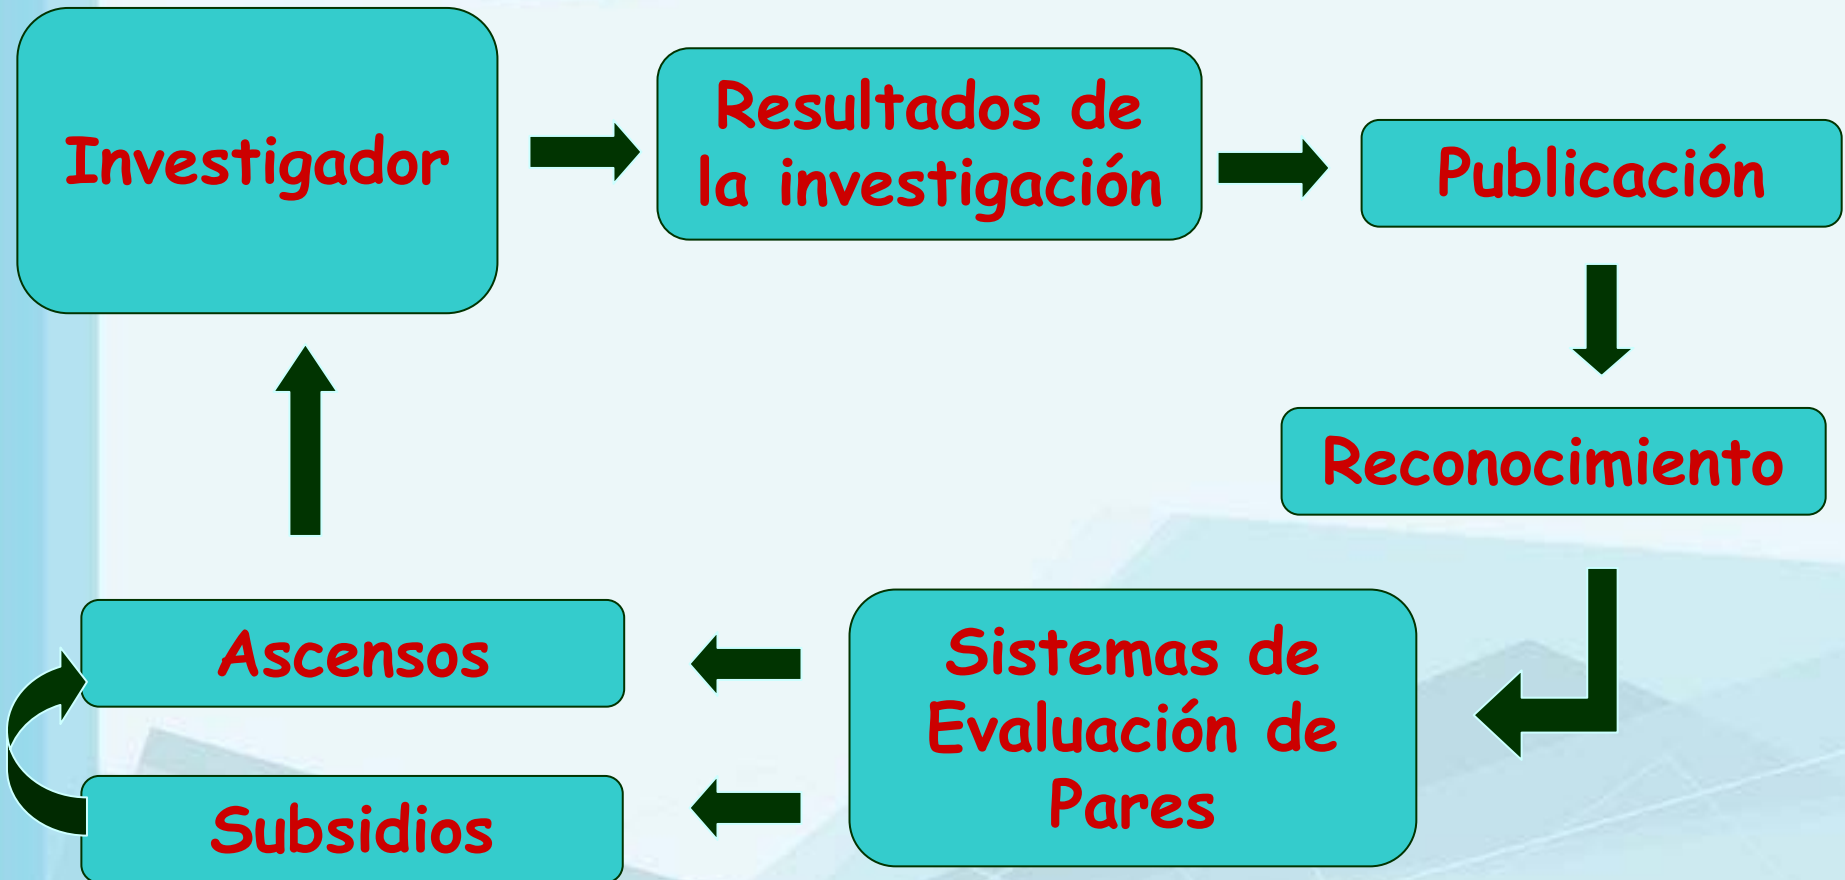 Investigador
Resultados de
la investigación
Publicación
Reconocimiento
Sistemas de
Evaluación de
Pares
Ascensos
Subsidios